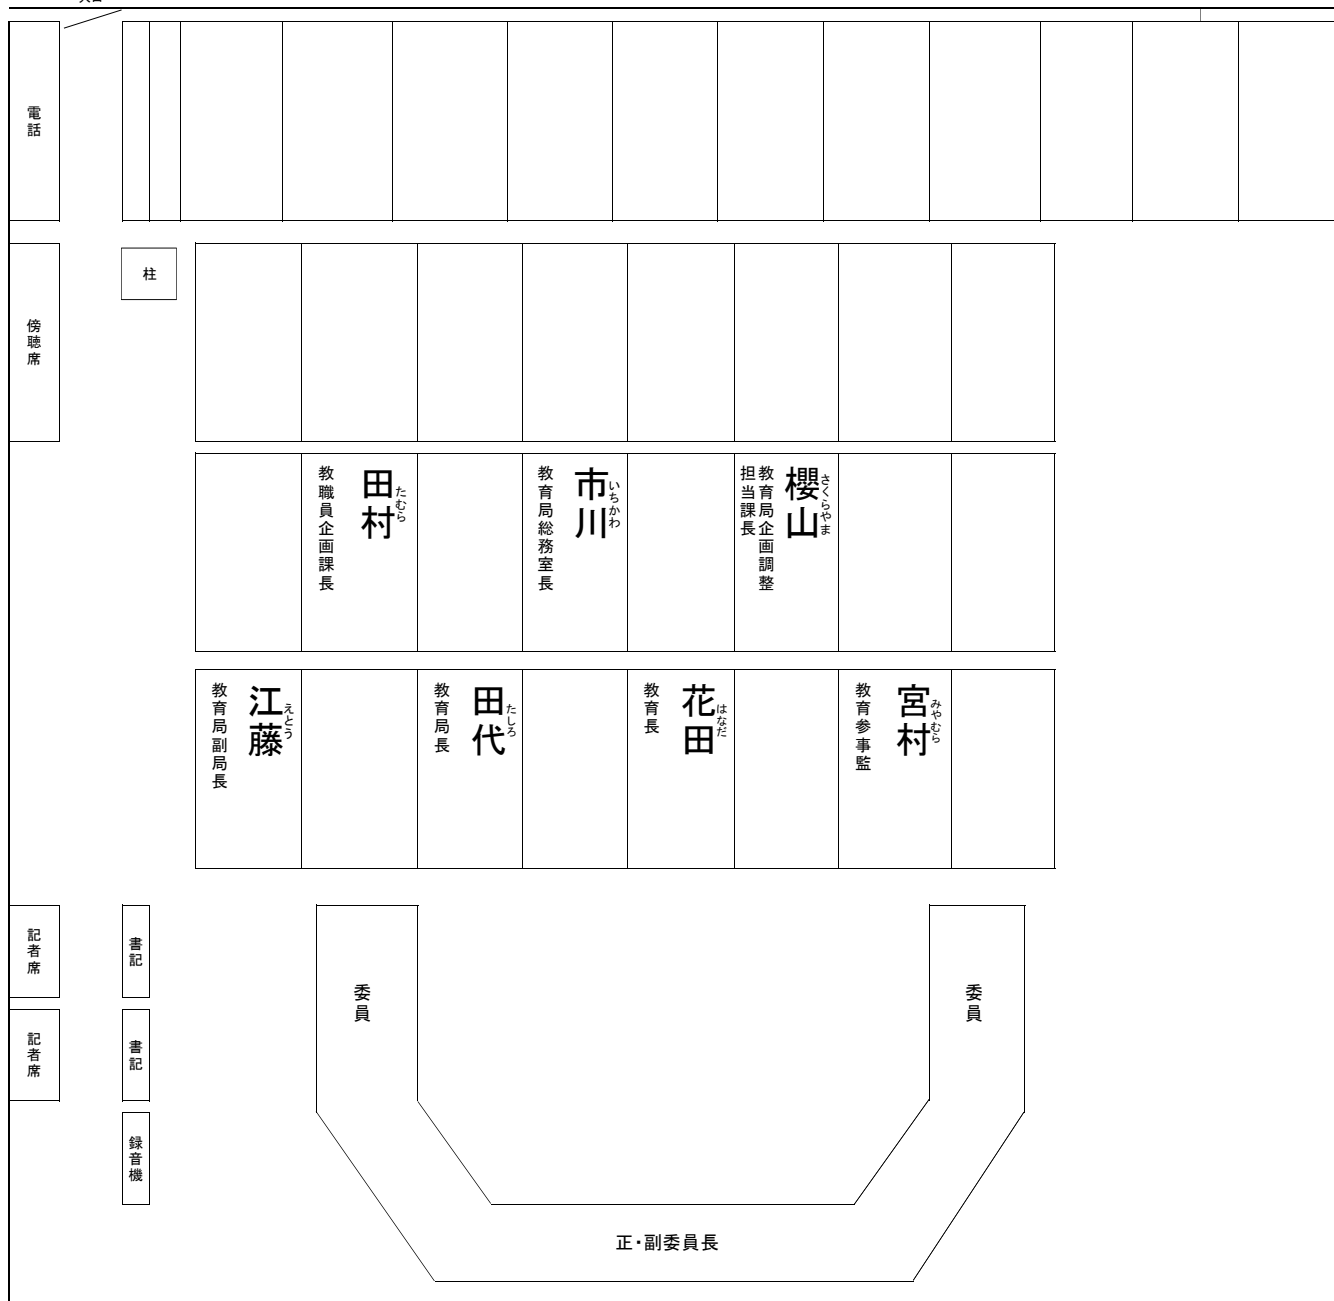 電話
柱
傍聴席
教職員企画課長
田村
たむら
教育局総務室長
市川
いちかわ
教育局企画調整
担当課長
櫻山
さくらやま
教育局副局長
江藤
えとう
教育局長
田代
たしろ
教育長
花田
はなだ
教育参事監
宮村
みやむら
記者席
書記
委員
委員
記者席
書記
録音機
正・副委員長